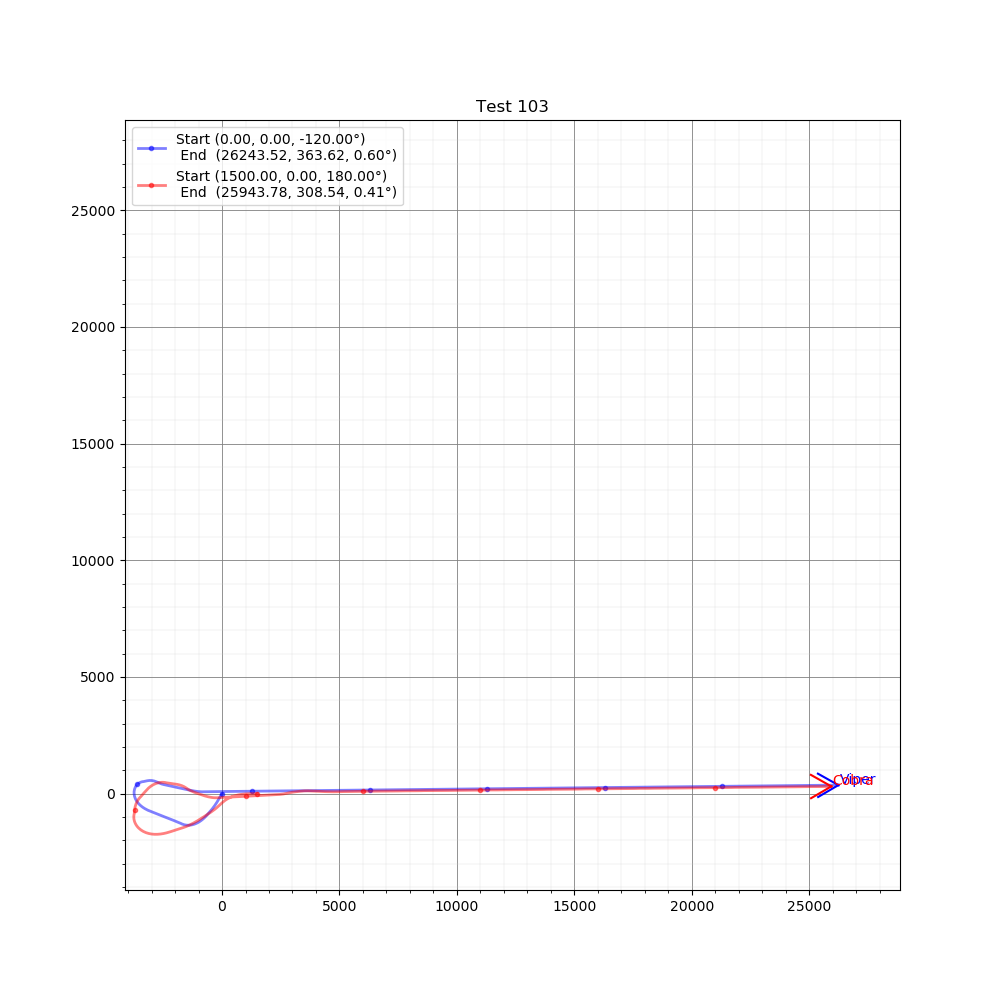 Test 103
Start (0.00, 0.00, -120.00°)
End (26243.52, 363.62, 0.60°)
Start (1500.00, 0.00, 180.00°)
End (25943.78, 308.54, 0.41°)
25000
20000
15000
10000
5000
0
Viper
0 5000 10000 15000 20000 25000